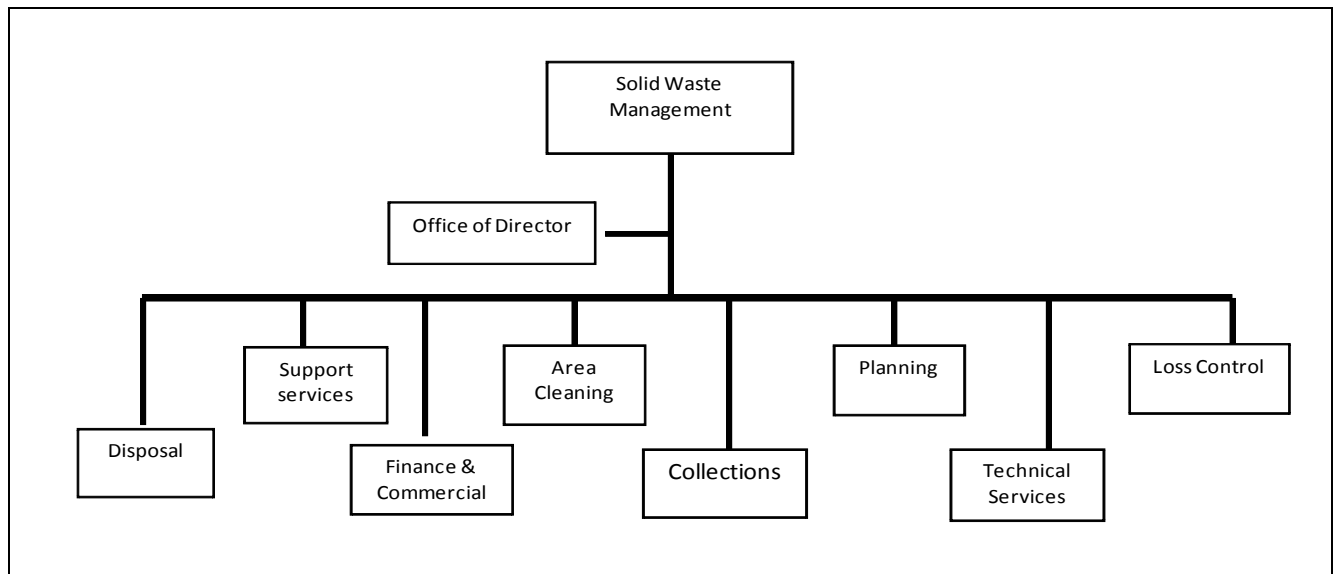 Solid Waste
Management
Office of Director
Support
services
Area
Cleaning
Planning
Loss Control
Disposal
Finance &
Commercial
Collections
Technical
Services